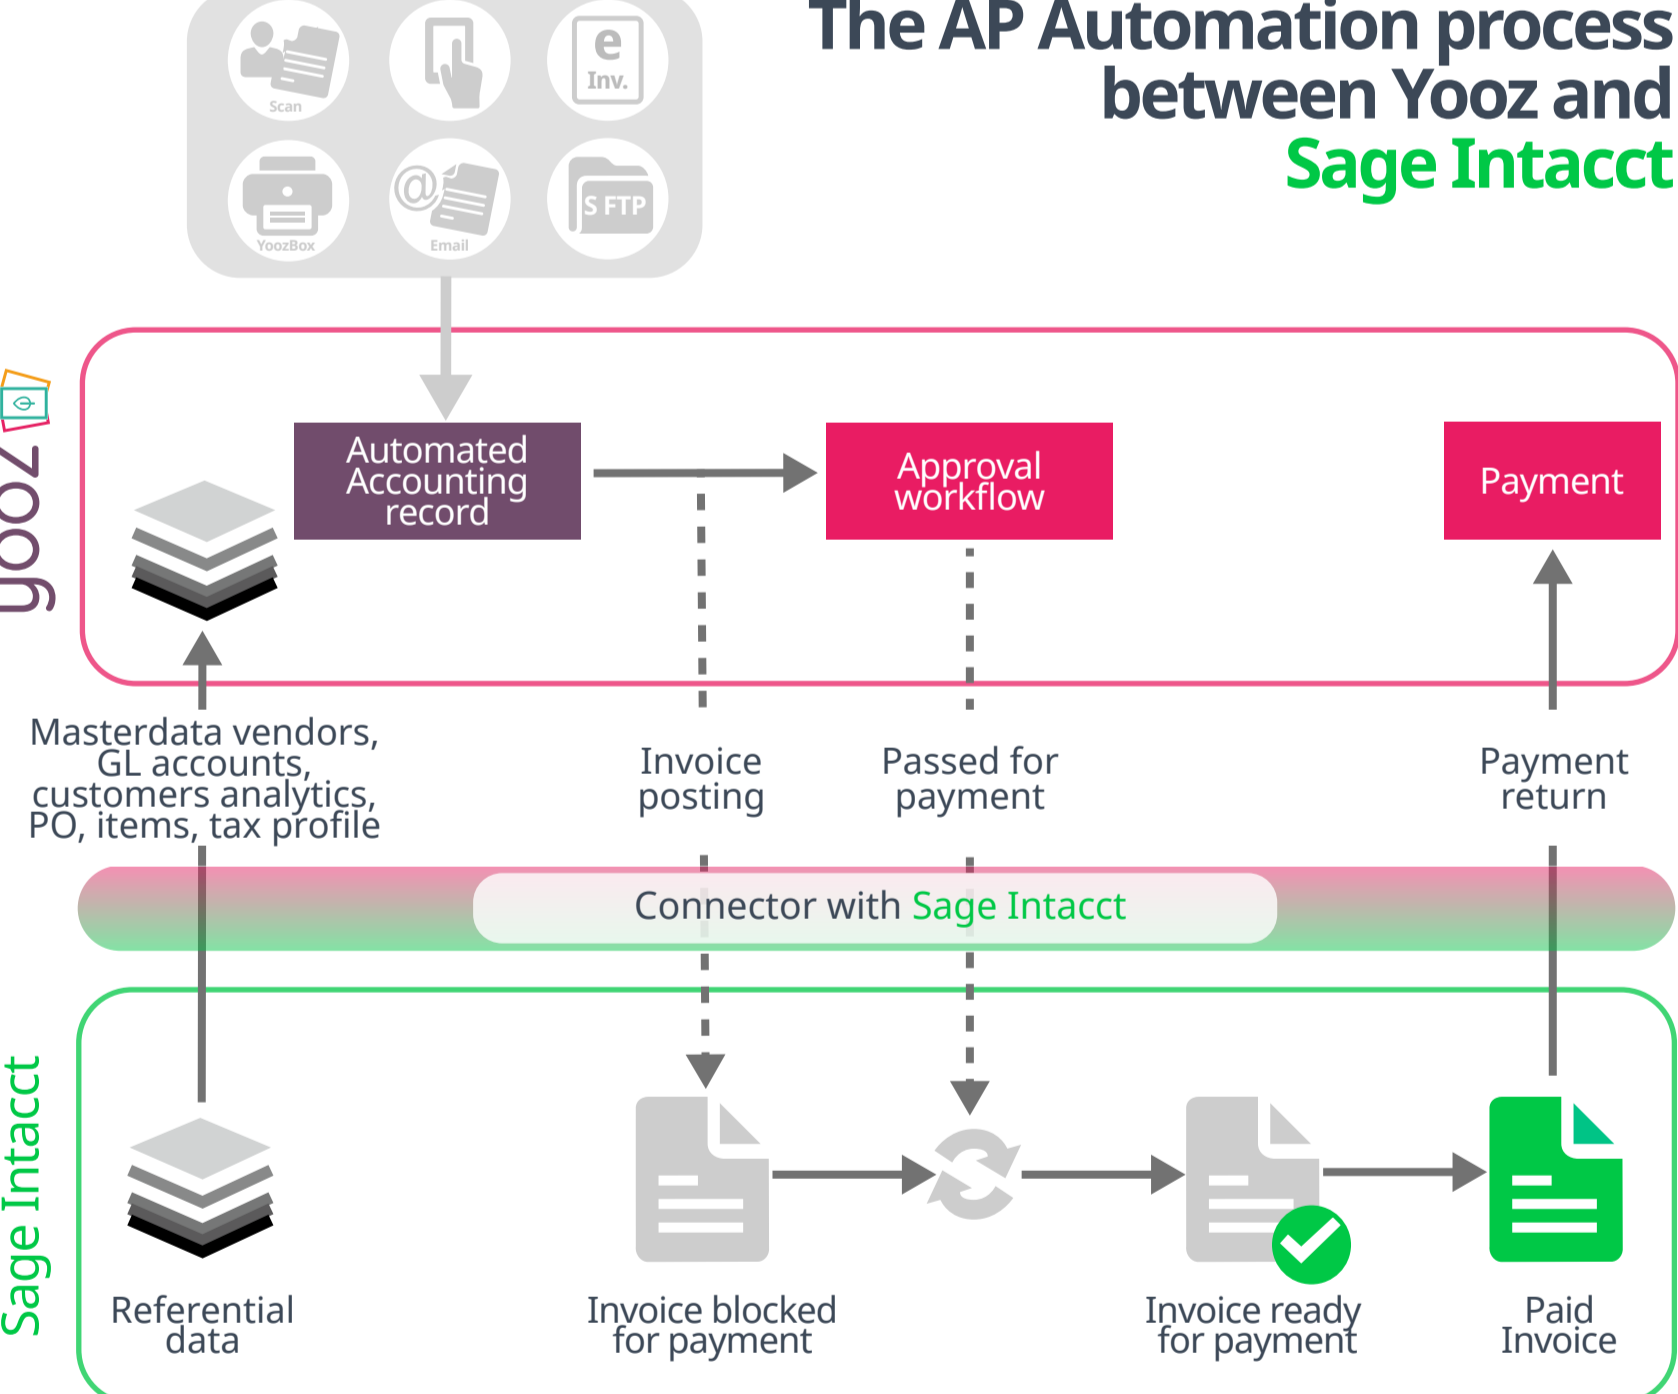 The AP Automation process
between Yooz and
Sage Intacct
Scan
e
Inv.
YoozBox
@
Email
S FTP
yooz
Automated
Accounting
record
Approval
workflow
Payment
Masterdata vendors,
GL accounts,
customers analytics,
PO, items, tax profile
Invoice
posting
Passed for
payment
Payment
return
Connector with Sage Intacct
Sage Intacct
Referential
data
Invoice blocked
for payment
Invoice ready
for payment
Paid
Invoice